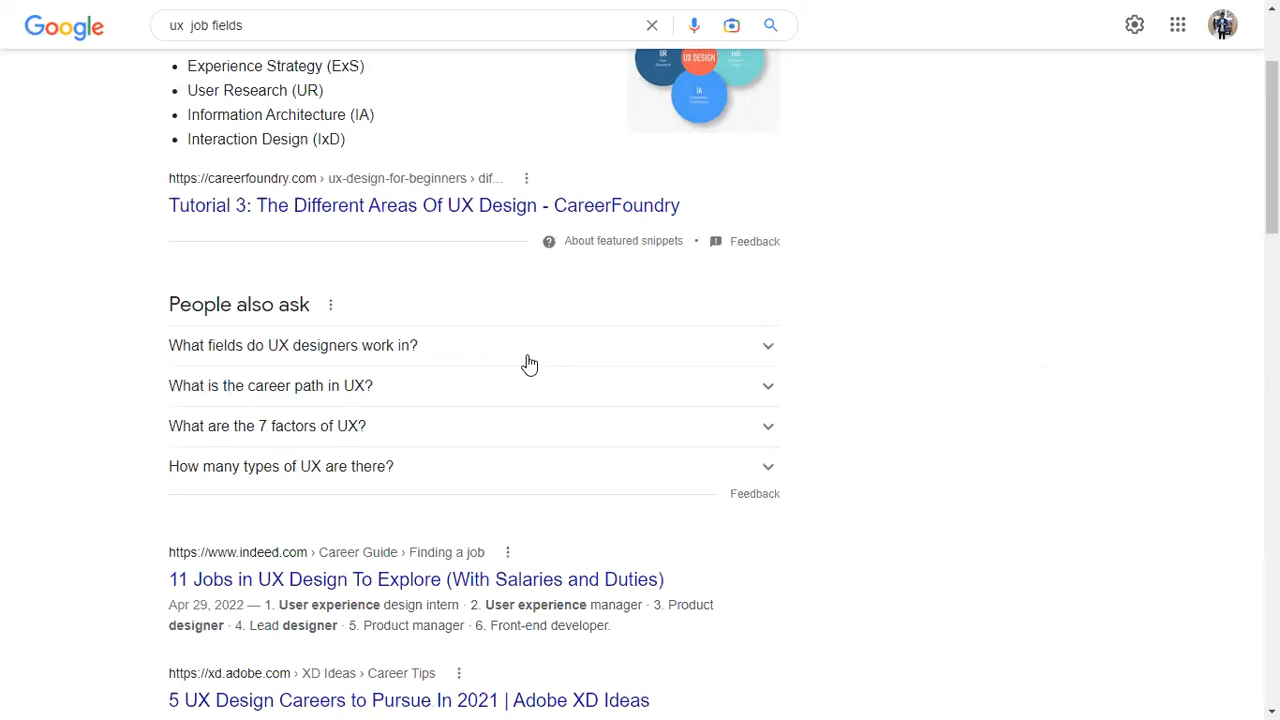 Google
ux  job fields
Experience Strategy (ExS)
User Research (UR)
Information Architecture (IA)
Interaction Design (IxD)
UR
UX DESIGN
IxD
IA
https://careerfoundry.com › ux-design-for-beginners › dif...
Tutorial 3: The Different Areas Of UX Design - CareerFoundry
About featured snippets • Feedback
People also ask
What fields do UX designers work in?
What is the career path in UX?
What are the 7 factors of UX?
How many types of UX are there?
Feedback
https://www.indeed.com › Career Guide › Finding a job
11 Jobs in UX Design To Explore (With Salaries and Duties)
Apr 29, 2022 — 1. User experience design intern · 2. User experience manager · 3. Product
designer · 4. Lead designer · 5. Product manager · 6. Front-end developer.
https://xd.adobe.com › XD Ideas › Career Tips
5 UX Design Careers to Pursue In 2021 | Adobe XD Ideas